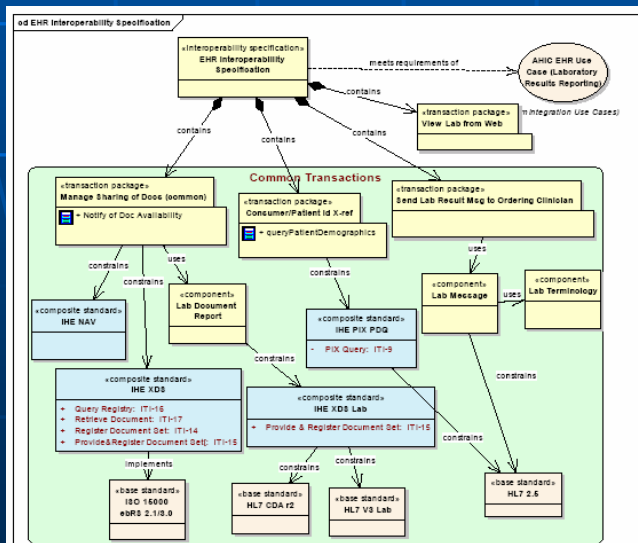 od EHR Interoperability Specification
«interoperability specification»
EHR Interoperability
Specification
meets requirements of
AHIC EHR Use
Case (Laboratory
Results Reporting)
contains
«transaction package»
View Lab from Web
Integration Use Cases)
contains
contains
contains
Common Transactions
«transaction package»
Manage Sharing of Docs (common)
+ Notify of Doc Availability
«transaction package»
Consumer/Patient Id X-ref
+ queryPatientDemographics
«transaction package»
Send Lab Result Msg to Ordering Clinician
constrains
constrains
uses
constrains
uses
«composite standard»
IHE NAV
«component»
Lab Document
Report
«composite standard»
IHE PIX PDQ
- PIX Query: ITI-9
«component»
Lab Message
uses
«component»
Lab Terminology
constrains
constrains
«composite standard»
IHE XDS
+ Query Registry: ITI-16
+ Retrieve Document: ITI-17
+ Register Document Set: ITI-14
+ Provide&Register Document Set[: ITI-15
«composite standard»
IHE XDS Lab
+ Provide & Register Document Set: ITI-15
constrains
implements
constrains
constrains
«base standard»
ISO 15000
ebRS 2.1/3.0
«base standard»
HL7 CDA r2
«base standard»
HL7 V3 Lab
«base standard»
HL7 2.5